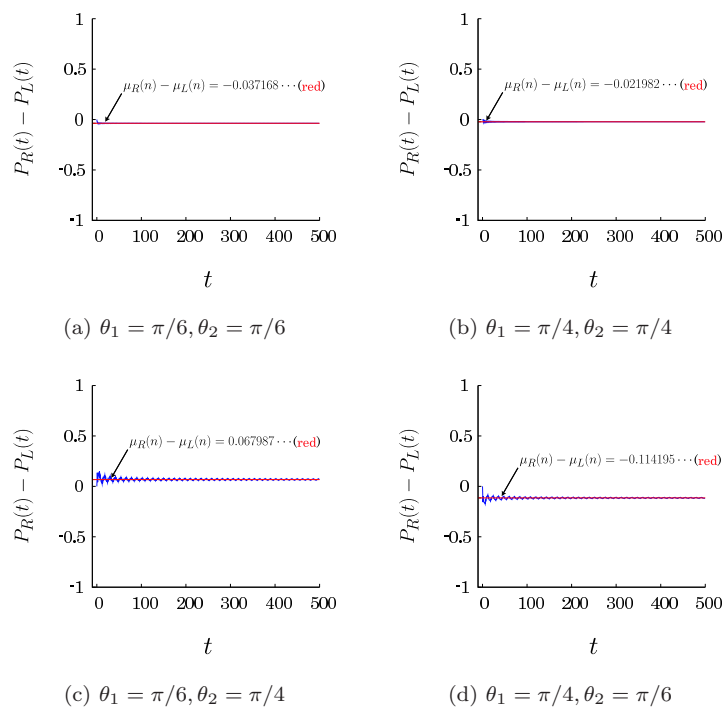 1
0.5
0
-0.5
-1
P_R(t) − P_L(t)
μ_R(n) − μ_L(n) = −0.037168 ··· (red)
0 100 200 300 400 500
t
(a) θ_1 = π/6, θ_2 = π/6
1
0.5
0
-0.5
-1
P_R(t) − P_L(t)
μ_R(n) − μ_L(n) = −0.021982 ··· (red)
0 100 200 300 400 500
t
(b) θ_1 = π/4, θ_2 = π/4
1
0.5
0
-0.5
-1
P_R(t) − P_L(t)
μ_R(n) − μ_L(n) = 0.067987 ··· (red)
0 100 200 300 400 500
t
(c) θ_1 = π/6, θ_2 = π/4
1
0.5
0
-0.5
-1
P_R(t) − P_L(t)
μ_R(n) − μ_L(n) = −0.114195 ··· (red)
0 100 200 300 400 500
t
(d) θ_1 = π/4, θ_2 = π/6